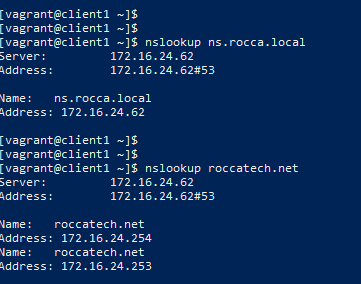 [vagrant@client1 ~]$
[vagrant@client1 ~]$
[vagrant@client1 ~]$ nslookup ns.rocca.local
Server:         172.16.24.62
Address:        172.16.24.62#53

Name:   ns.rocca.local
Address: 172.16.24.62

[vagrant@client1 ~]$
[vagrant@client1 ~]$
[vagrant@client1 ~]$ nslookup roccatech.net
Server:         172.16.24.62
Address:        172.16.24.62#53

Name:   roccatech.net
Address: 172.16.24.254
Name:   roccatech.net
Address: 172.16.24.253